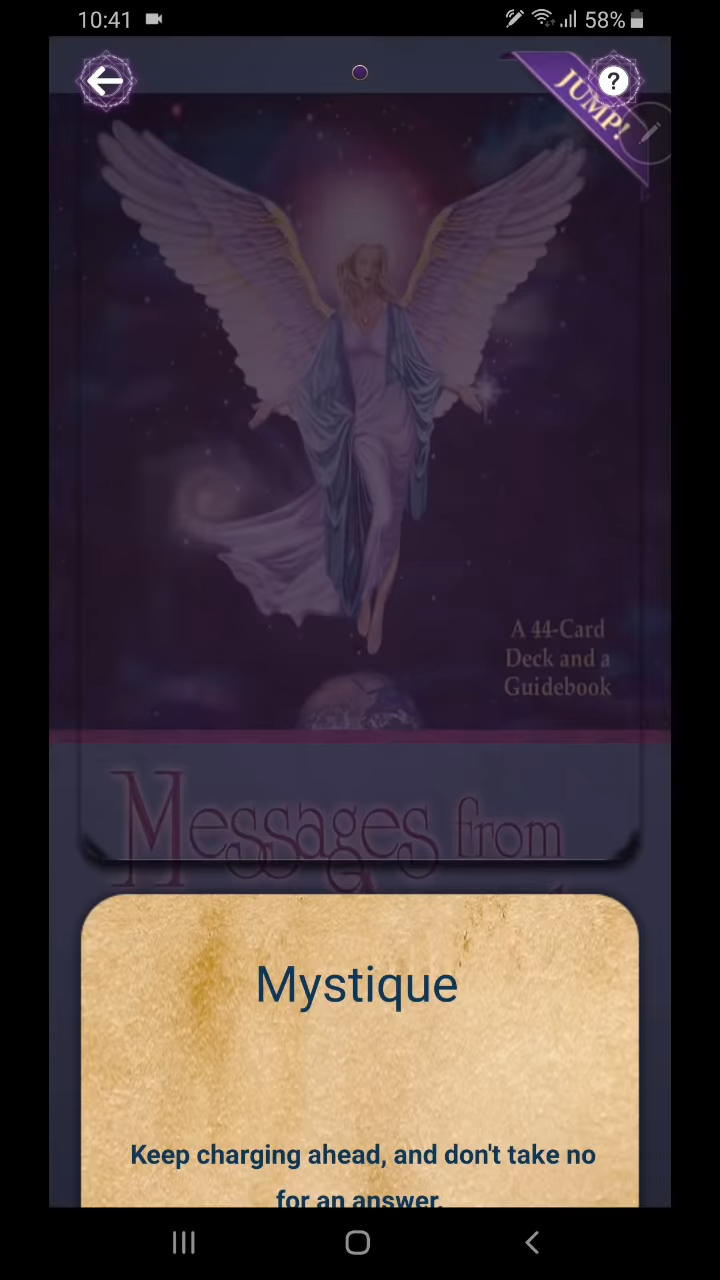 10:41
58%
?
JUMP!
A 44-Card
Deck and a
Guidebook
Messages from
Mystique
Keep charging ahead, and don't take no
for an answer.